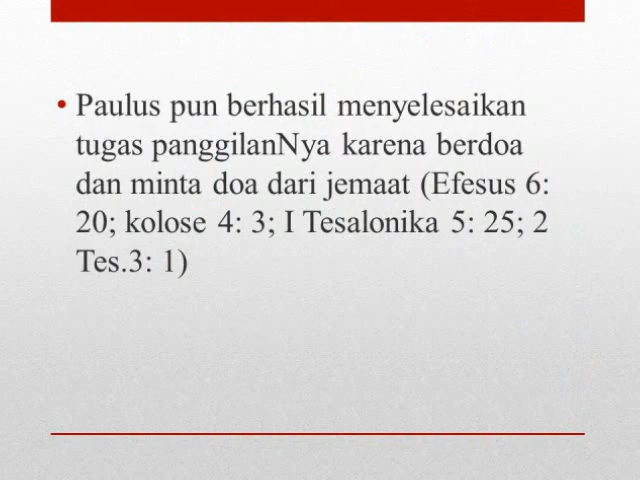 • Paulus pun berhasil menyelesaikan
tugas panggilanNya karena berdoa
dan minta doa dari jemaat (Efesus 6:
20; kolose 4: 3; I Tesalonika 5: 25; 2
Tes.3: 1)